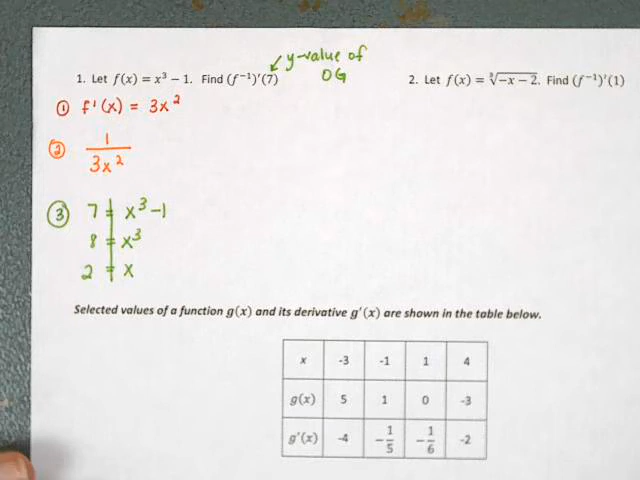 y-value of
OG
1. Let f(x) = x³ − 1. Find (f⁻¹)′(7)
2. Let f(x) = ∛(−x − 2). Find (f⁻¹)′(1)
① f'(x) = 3x²
② 1/3x²
③ 7 = x³-1
8 = x³
2 = x
Selected values of a function g(x) and its derivative g′(x) are shown in the table below.
x -3 -1 1 4
g(x) 5 1 0 -3
g′(x) -4 -1/5 -1/6 -2